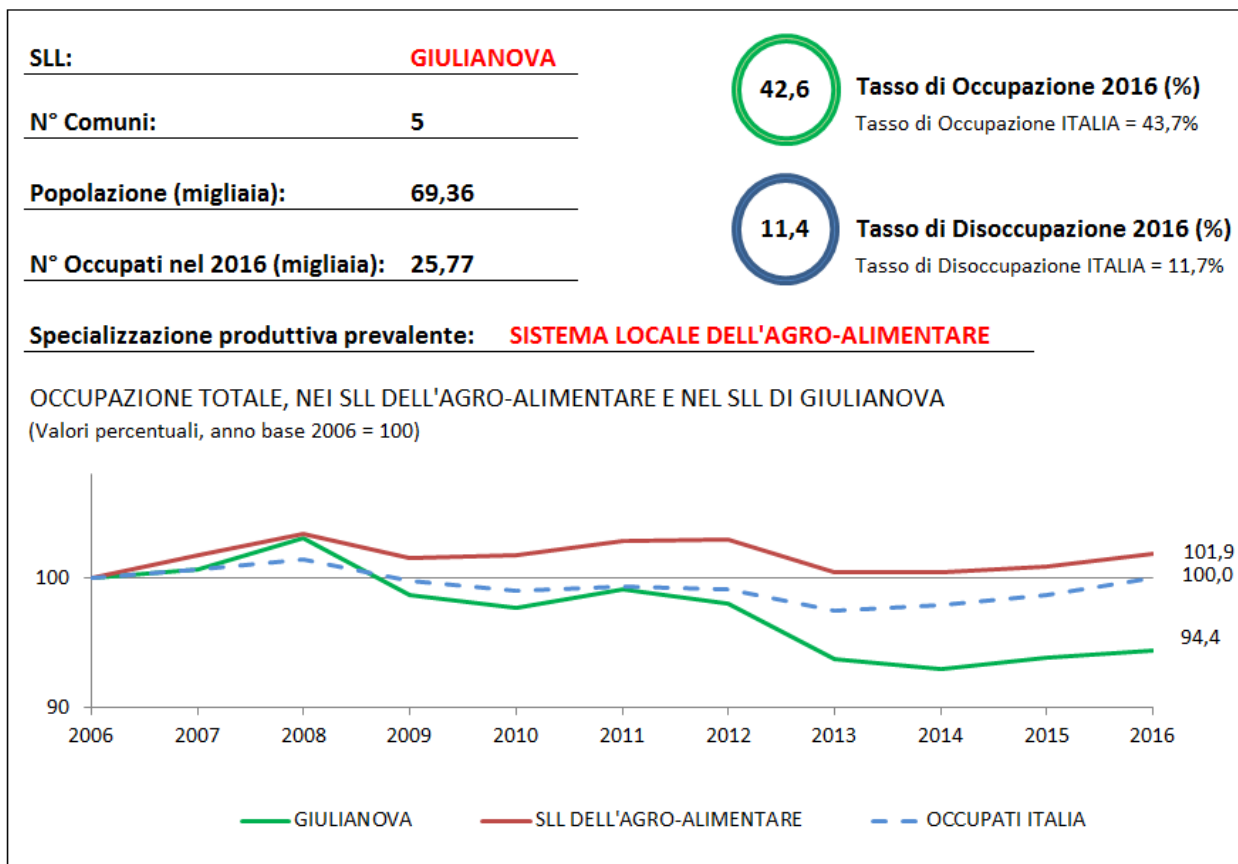 SLL: GIULIANOVA
N° Comuni: 5
Popolazione (migliaia): 69,36
N° Occupati nel 2016 (migliaia): 25,77
42,6 Tasso di Occupazione 2016 (%)
Tasso di Occupazione ITALIA = 43,7%
11,4 Tasso di Disoccupazione 2016 (%)
Tasso di Disoccupazione ITALIA = 11,7%
Specializzazione produttiva prevalente: SISTEMA LOCALE DELL'AGRO-ALIMENTARE
OCCUPAZIONE TOTALE, NEI SLL DELL'AGRO-ALIMENTARE E NEL SLL DI GIULIANOVA
(Valori percentuali, anno base 2006 = 100)
101,9
100 100,0
94,4
90
2006 2007 2008 2009 2010 2011 2012 2013 2014 2015 2016
GIULIANOVA SLL DELL'AGRO-ALIMENTARE OCCUPATI ITALIA